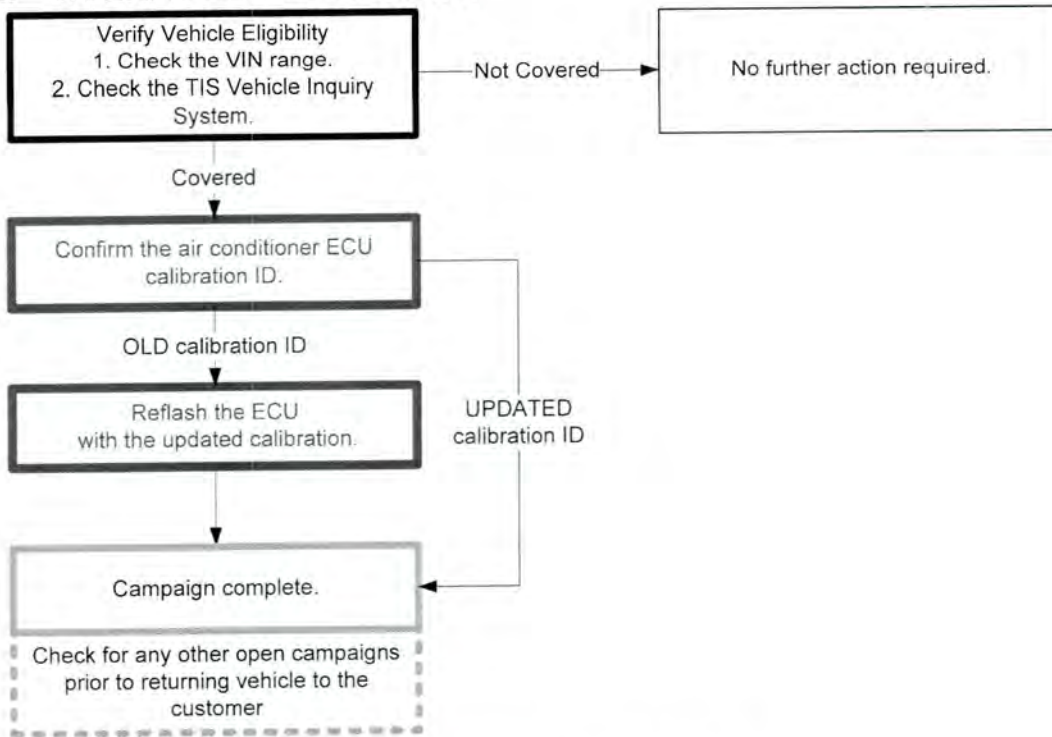 Verify Vehicle Eligibility
1. Check the VIN range.
2. Check the TIS Vehicle Inquiry
System.
Not Covered
No further action required.
Covered
Confirm the air conditioner ECU
calibration ID.
OLD calibration ID
Reflash the ECU
with the updated calibration.
UPDATED
calibration ID
Campaign complete.
Check for any other open campaigns
prior to returning vehicle to the
customer